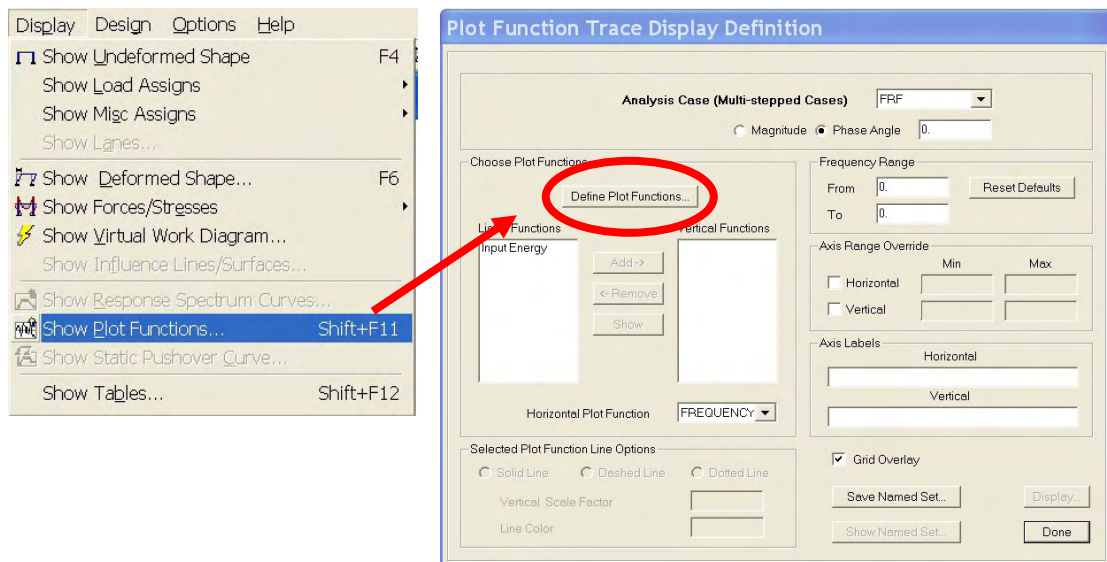 Display Design Options Help
Show Undeformed Shape F4
Show Load Assigns
Show Misc Assigns
Show Lanes...
Show Deformed Shape... F6
Show Forces/Stresses
Show Virtual Work Diagram...
Show Influence Lines/Surfaces...
Show Response Spectrum Curves...
Show Plot Functions... Shift+F11
Show Static Pushover Curve...
Show Tables... Shift+F12
Plot Function Trace Display Definition
Analysis Case (Multi-stepped Cases) FRF
Magnitude Phase Angle 0.
Choose Plot Functions
Define Plot Functions...
Functions Vertical Functions
Input Energy
Add ->
<- Remove
Show
Horizontal Plot Function FREQUENCY
Selected Plot Function Line Options
Solid Line Dashed Line Dotted Line
Vertical Scale Factor
Line Color
Frequency Range
From 0. Reset Defaults
To 0.
Axis Range Override
Min Max
Horizontal
Vertical
Axis Labels
Horizontal
Vertical
Grid Overlay
Save Named Set... Display...
Show Named Set... Done